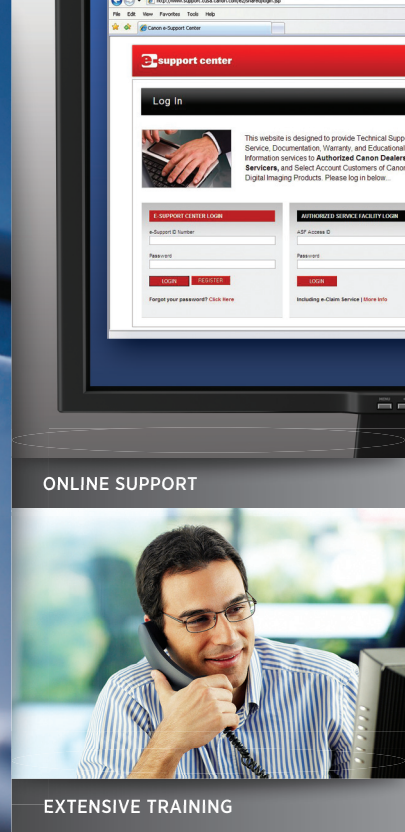 http://www.support.cusa.canon.com/
File Edit View Favorites Tools Help
Canon e-Support Center
e-support center
Log In
This website is designed to provide Technical Supp
Service, Documentation, Warranty, and Educational
Information services to Authorized Canon Dealers
Servicers, and Select Account Customers of Canon
Digital Imaging Products. Please log in below...
E-SUPPORT CENTER LOGIN
e-Support ID Number
Password
LOGIN REGISTER
Forgot your password? Click Here
AUTHORIZED SERVICE FACILITY LOGIN
ASF Access ID
Password
LOGIN
Including e-Claim Service | More Info
MENU
ONLINE SUPPORT
EXTENSIVE TRAINING